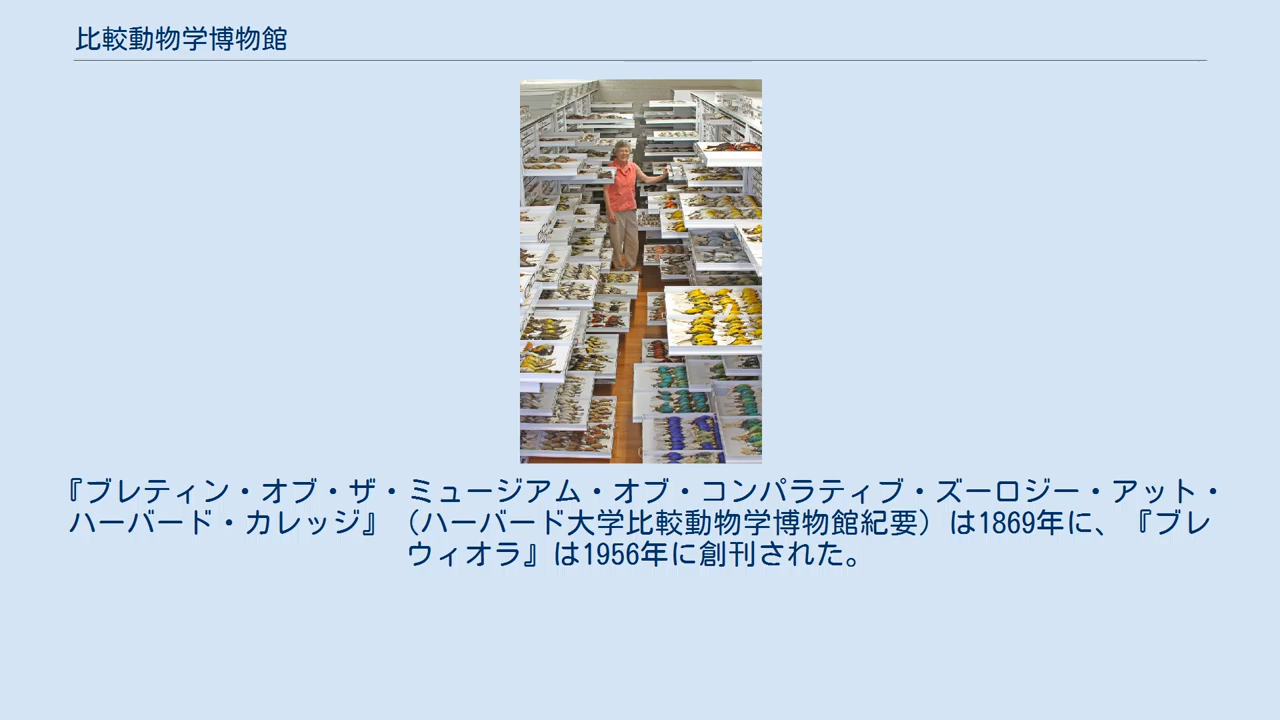 比較動物学博物館
『ブレティン・オブ・ザ・ミュージアム・オブ・コンパラティブ・ズーロジー・アット・
ハーバード・カレッジ』（ハーバード大学比較動物学博物館紀要）は1869年に、『ブレ
ウィオラ』は1956年に創刊された。